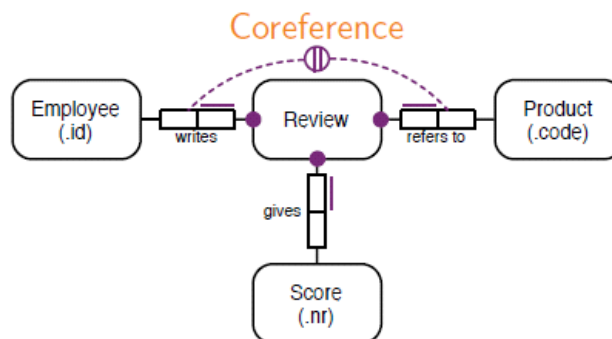 Coreference
Employee
(.id)
writes
Review
refers to
Product
(.code)
gives
Score
(.nr)